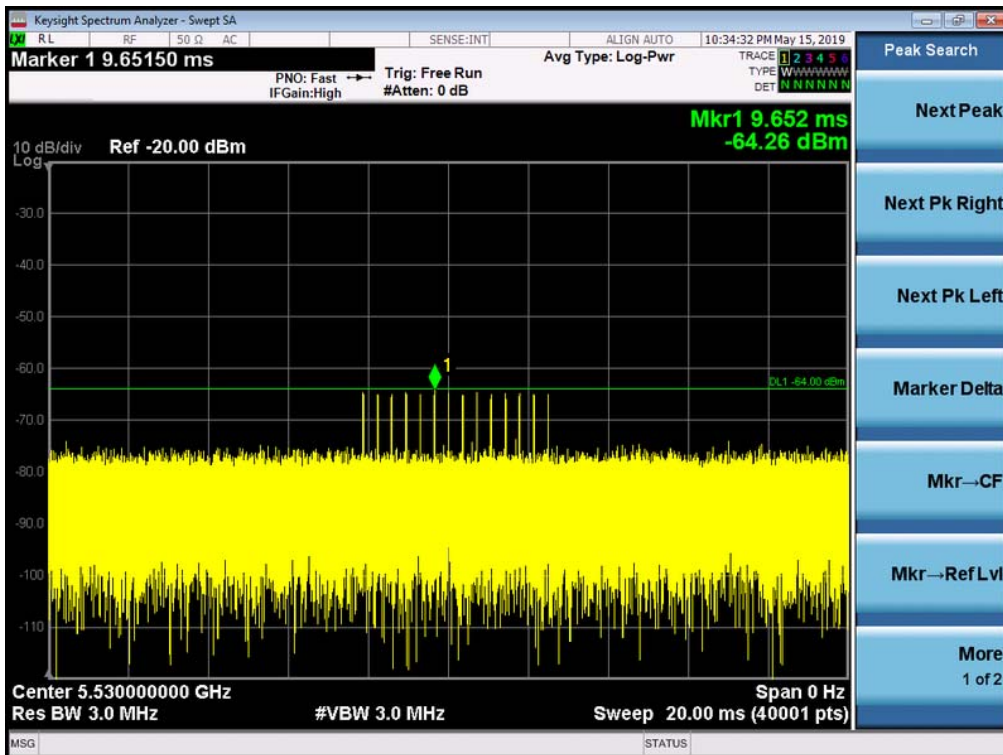 Keysight Spectrum Analyzer - Swept SA
LXI RL RF 50 Ω AC SENSE:INT ALIGN AUTO 10:34:32 PM May 15, 2019
Marker 1 9.65150 ms
PNO: Fast
IFGain:High
Trig: Free Run
#Atten: 0 dB
Avg Type: Log-Pwr
TRACE 1 2 3 4 5 6
TYPE W
DET N N N N N N
Mkr1 9.652 ms
-64.26 dBm
10 dB/div Ref -20.00 dBm
Log
-30.0
-40.0
-50.0
-60.0
1
DL1 -64.00 dBm
-70.0
-80.0
-90.0
-100
-110
Center 5.530000000 GHz Span 0 Hz
Res BW 3.0 MHz #VBW 3.0 MHz Sweep 20.00 ms (40001 pts)
MSG STATUS
Peak Search
Next Peak
Next Pk Right
Next Pk Left
Marker Delta
Mkr→CF
Mkr→Ref Lvl
More
1 of 2